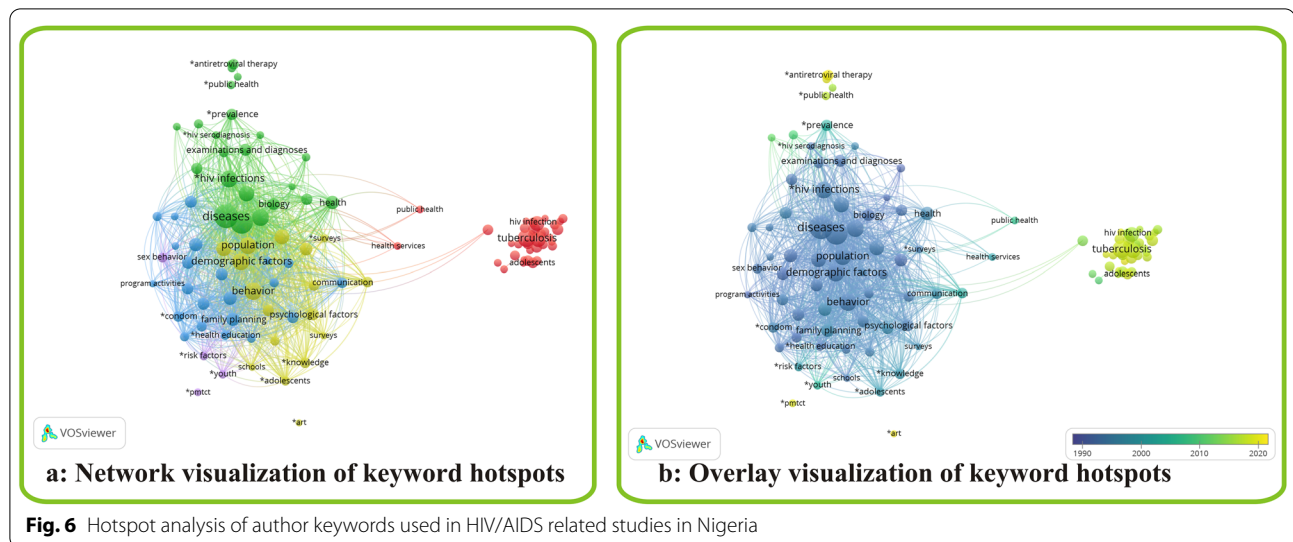 *antiretroviral therapy
*public health
*prevalence
*hiv serodiagnosis
examinations and diagnoses
*hiv infections
biology
health
diseases
public health
hiv infection
tuberculosis
*surveys
population
health services
sex behavior
demographic factors
adolescents
program activities
communication
behavior
*condom
family planning
psychological factors
*health education
surveys
*risk factors
schools
*knowledge
*youth
*adolescents
*pmtct
*art
VOSviewer
a: Network visualization of keyword hotspots
*antiretroviral therapy
*public health
*prevalence
*hiv serodiagnosis
examinations and diagnoses
*hiv infections
biology
health
diseases
public health
hiv infection
tuberculosis
*surveys
population
health services
sex behavior
demographic factors
adolescents
program activities
communication
behavior
*condom
family planning
psychological factors
*health education
surveys
*risk factors
schools
*knowledge
*youth
*adolescents
*pmtct
*art
VOSviewer
1990 2000 2010 2020
b: Overlay visualization of keyword hotspots
Fig. 6 Hotspot analysis of author keywords used in HIV/AIDS related studies in Nigeria